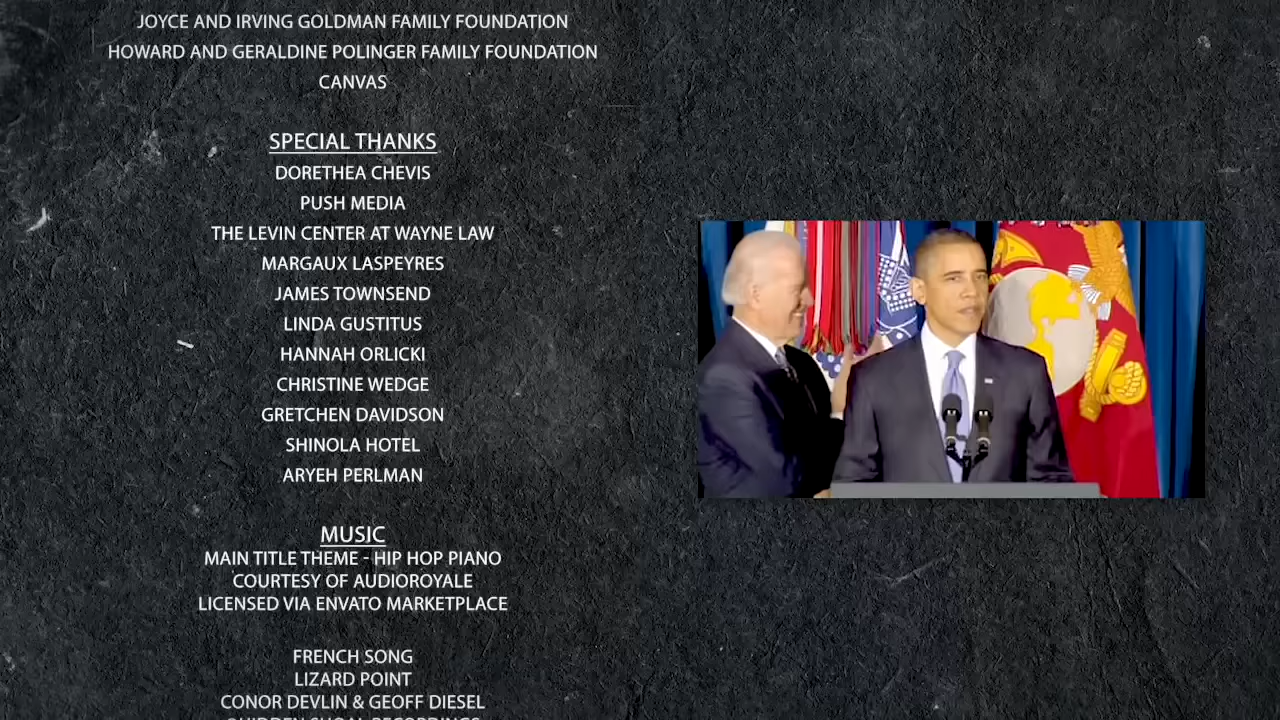 JOYCE AND IRVING GOLDMAN FAMILY FOUNDATION
HOWARD AND GERALDINE POLINGER FAMILY FOUNDATION
CANVAS
SPECIAL THANKS
DORETHEA CHEVIS
PUSH MEDIA
THE LEVIN CENTER AT WAYNE LAW
MARGAUX LASPEYRES
JAMES TOWNSEND
LINDA GUSTITUS
HANNAH ORLICKI
CHRISTINE WEDGE
GRETCHEN DAVIDSON
SHINOLA HOTEL
ARYEH PERLMAN
MUSIC
MAIN TITLE THEME - HIP HOP PIANO
COURTESY OF AUDIOROYALE
LICENSED VIA ENVATO MARKETPLACE
FRENCH SONG
LIZARD POINT
CONOR DEVLIN & GEOFF DIESEL